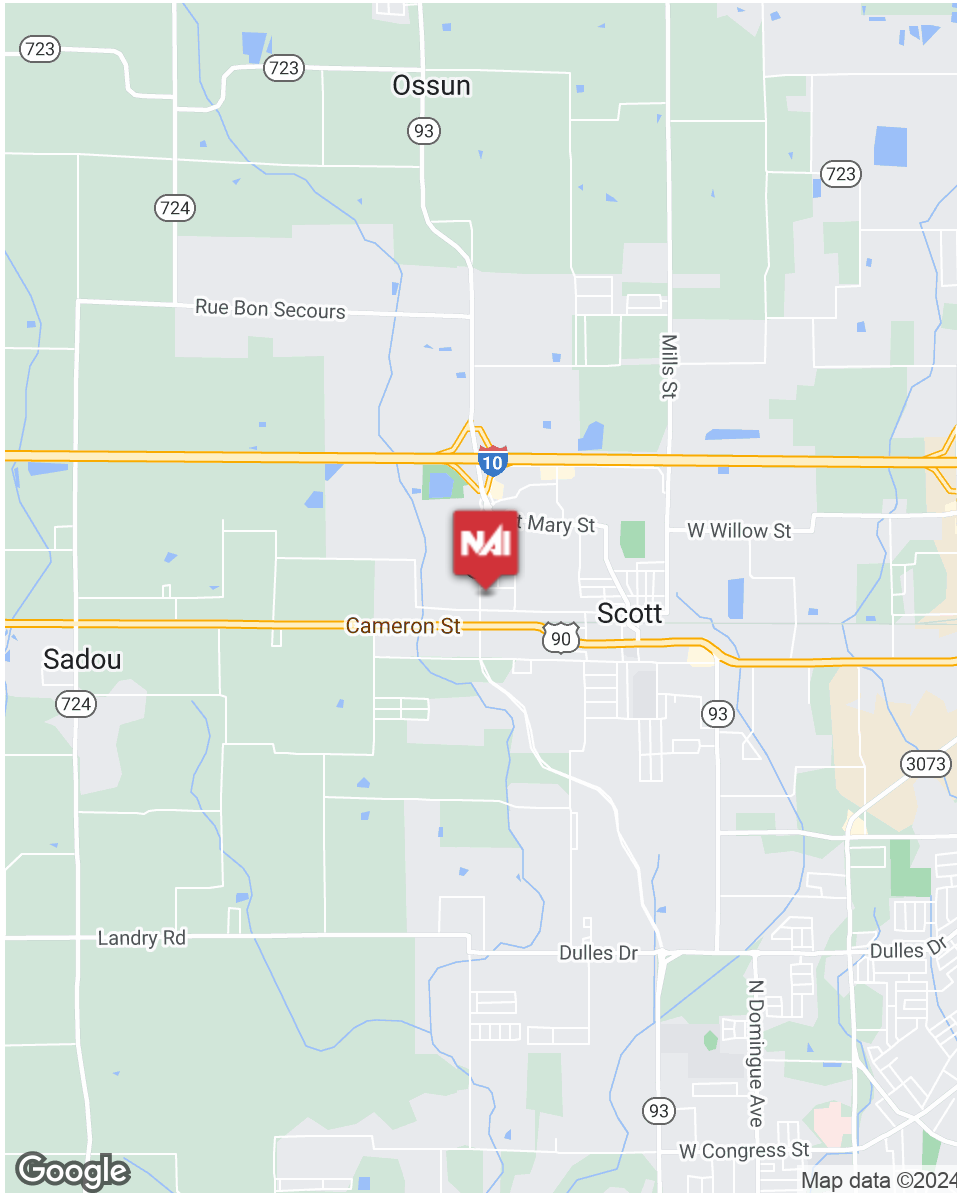 723
723
Ossun
93
723
724
Rue Bon Secours
Mills St
10
Mary St
W Willow St
NAI
Scott
Cameron St
90
Sadou
724
93
3073
Landry Rd
Dulles Dr
Dulles Dr
N Domingue Ave
93
W Congress St
Google
Map data ©2024